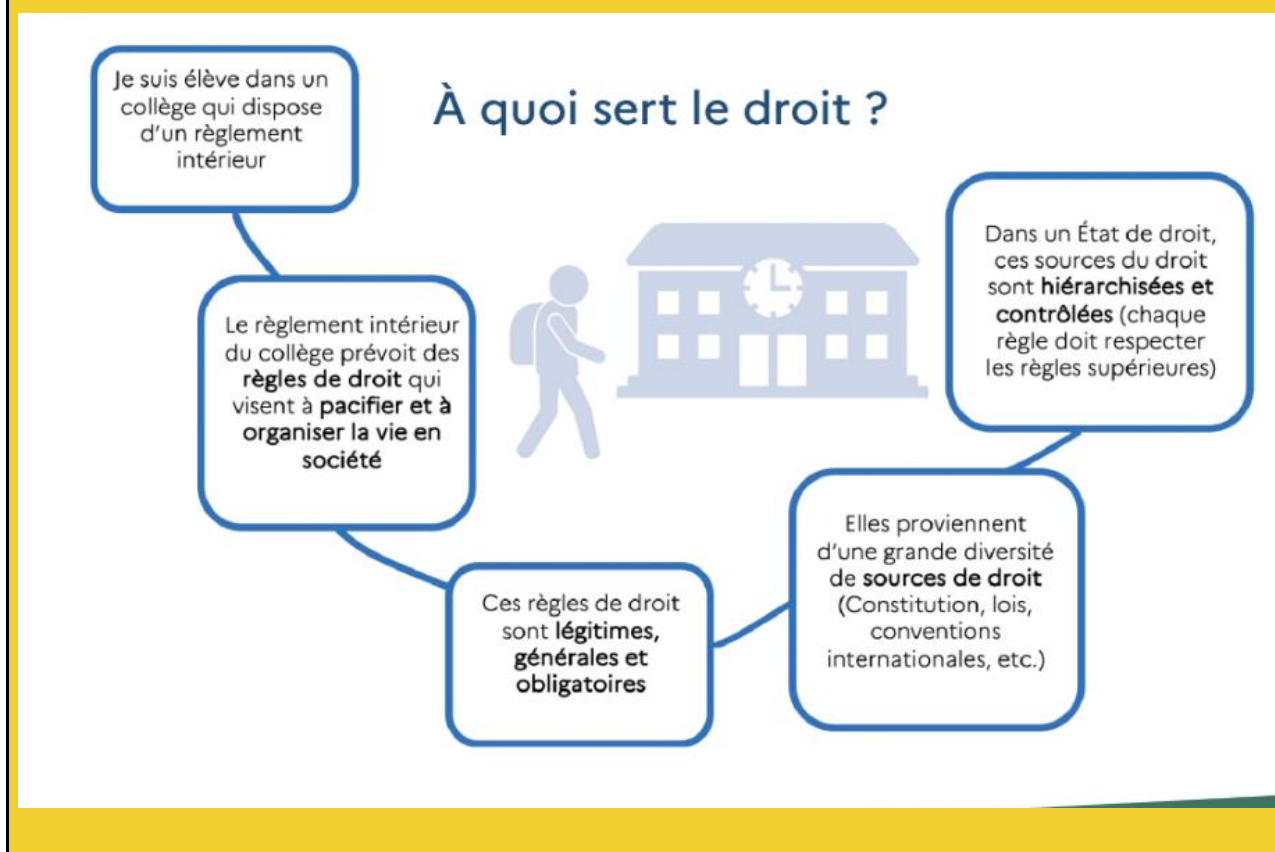 À quoi sert le droit ?
Je suis élève dans un
collège qui dispose
d'un règlement
intérieur
Le règlement intérieur
du collège prévoit des
règles de droit qui
visent à pacifier et à
organiser la vie en
société
Ces règles de droit
sont légitimes,
générales et
obligatoires
Elles proviennent
d'une grande diversité
de sources de droit
(Constitution, lois,
conventions
internationales, etc.)
Dans un État de droit,
ces sources du droit
sont hiérarchisées et
contrôlées (chaque
règle doit respecter
les règles supérieures)